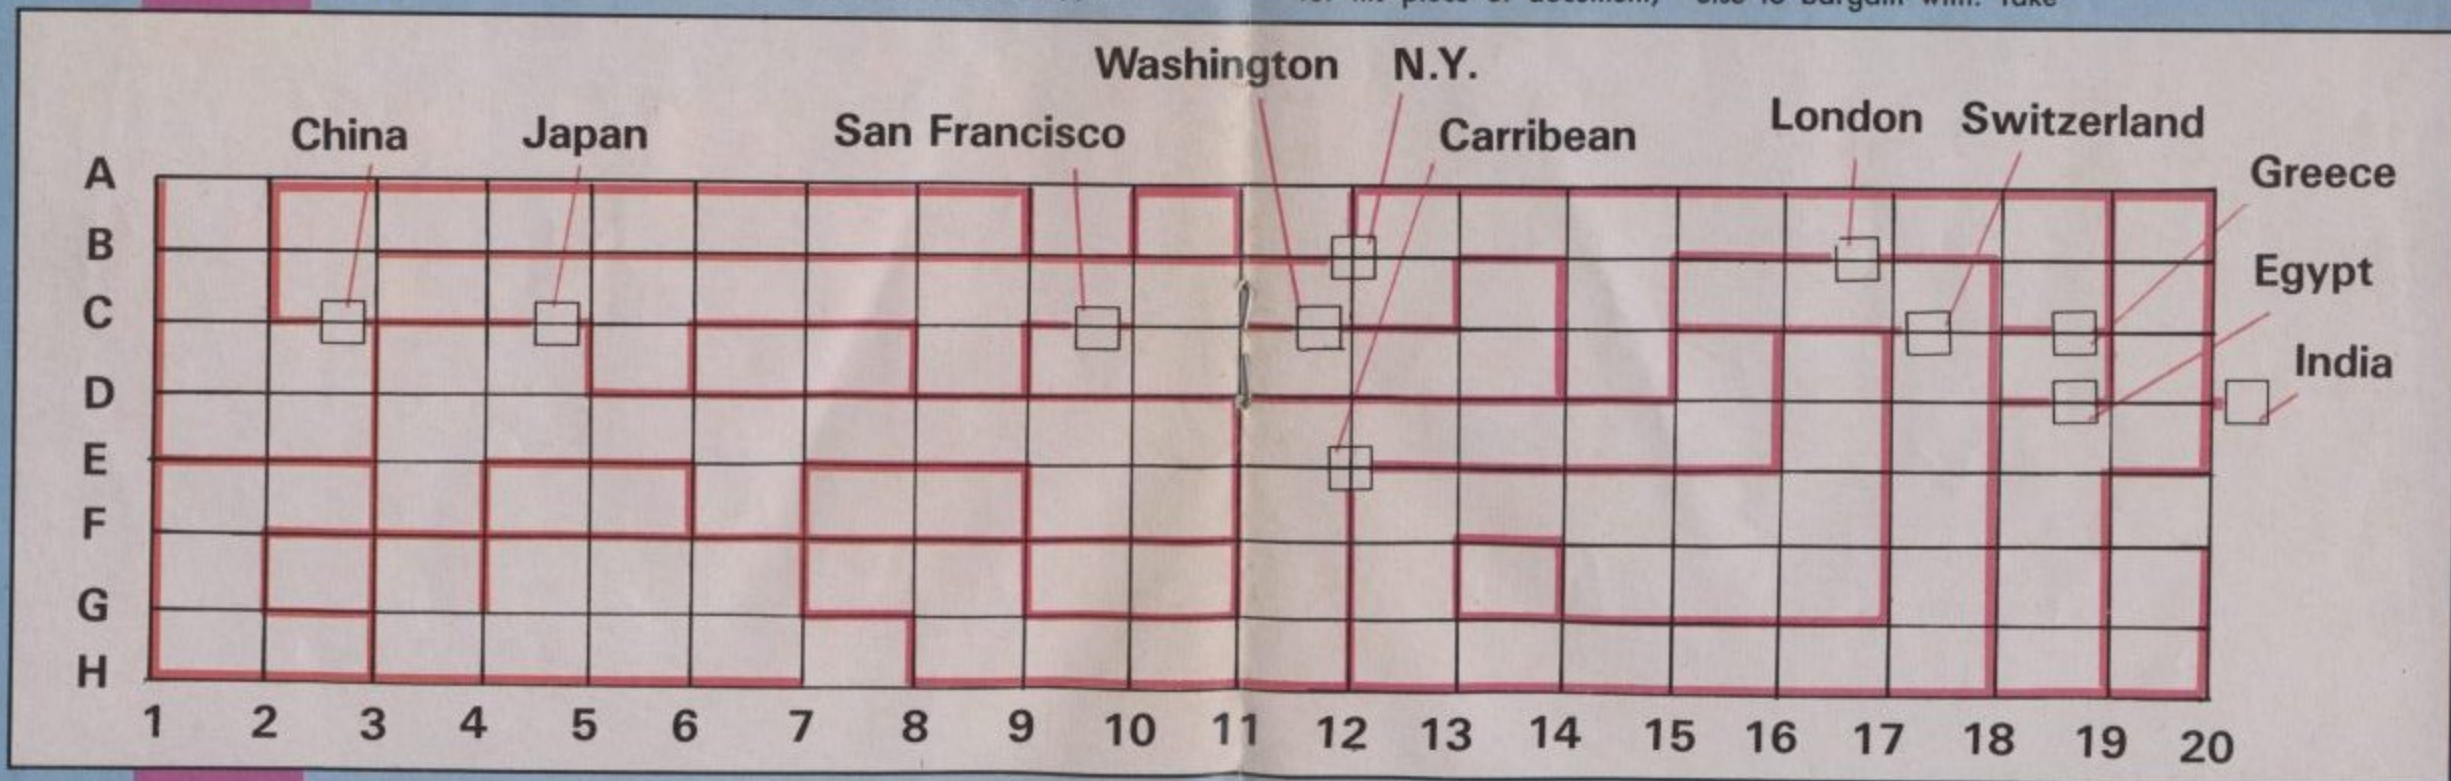 Washington N.Y.
China Japan San Francisco Carribean London Switzerland
A
Greece
B
Egypt
C
India
D
E
F
G
H
1 2 3 4 5 6 7 8 9 10 11 12 13 14 15 16 17 18 19 20